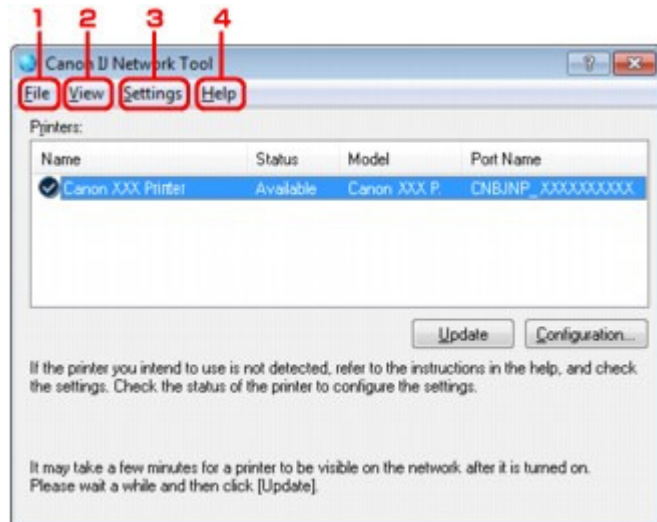 1 2 3 4
Canon IJ Network Tool
File View Settings Help
Printers:
Name Status Model Port Name
Canon XXX Printer Available Canon XXX P. CNBJNP_XXXXXXXXXX
Update Configuration...
If the printer you intend to use is not detected, refer to the instructions in the help, and check
the settings. Check the status of the printer to configure the settings.
It may take a few minutes for a printer to be visible on the network after it is turned on.
Please wait a while and then click [Update].